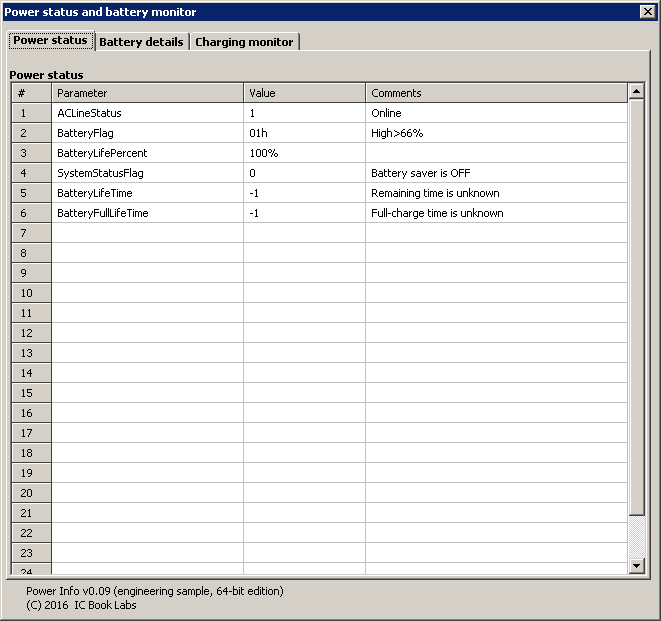 Power status and battery monitor
Power status Battery details Charging monitor
Power status
# Parameter Value Comments
1 ACLineStatus 1 Online
2 BatteryFlag 01h High>66%
3 BatteryLifePercent 100%
4 SystemStatusFlag 0 Battery saver is OFF
5 BatteryLifeTime -1 Remaining time is unknown
6 BatteryFullLifeTime -1 Full-charge time is unknown
7
8
9
10
11
12
13
14
15
16
17
18
19
20
21
22
23
24
Power Info v0.09 (engineering sample, 64-bit edition)
(C) 2016 IC Book Labs